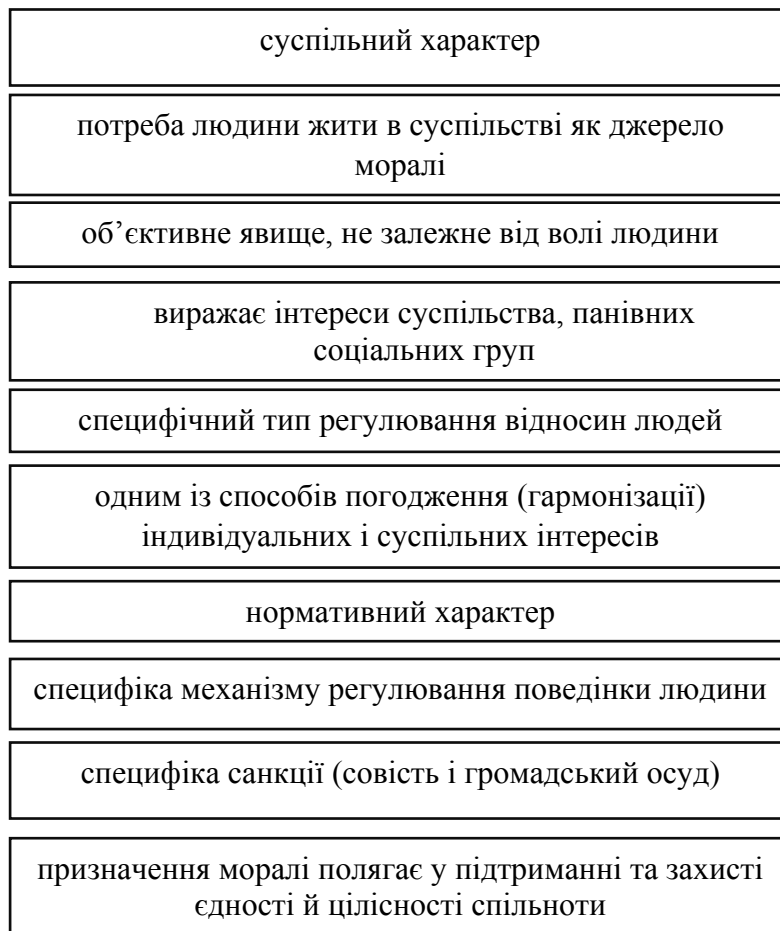 суспільний характер
потреба людини жити в суспільстві як джерело
моралі
об’єктивне явище, не залежне від волі людини
виражає інтереси суспільства, панівних
соціальних груп
специфічний тип регулювання відносин людей
одним із способів погодження (гармонізації)
індивідуальних і суспільних інтересів
нормативний характер
специфіка механізму регулювання поведінки людини
специфіка санкції (совість і громадський осуд)
призначення моралі полягає у підтриманні та захисті
єдності й цілісності спільноти